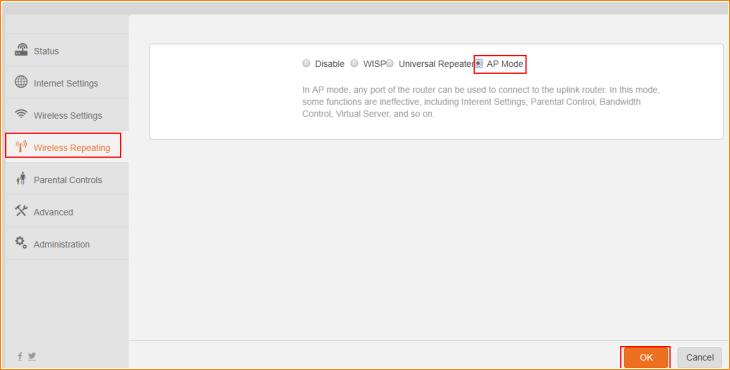 Status
Internet Settings
Wireless Settings
Wireless Repeating
Parental Controls
Advanced
Administration
Disable WISP Universal Repeater AP Mode
In AP mode, any port of the router can be used to connect to the uplink router. In this mode,
some functions are ineffective, including Interent Settings, Parental Control, Bandwidth
Control, Virtual Server, and so on.
OK Cancel